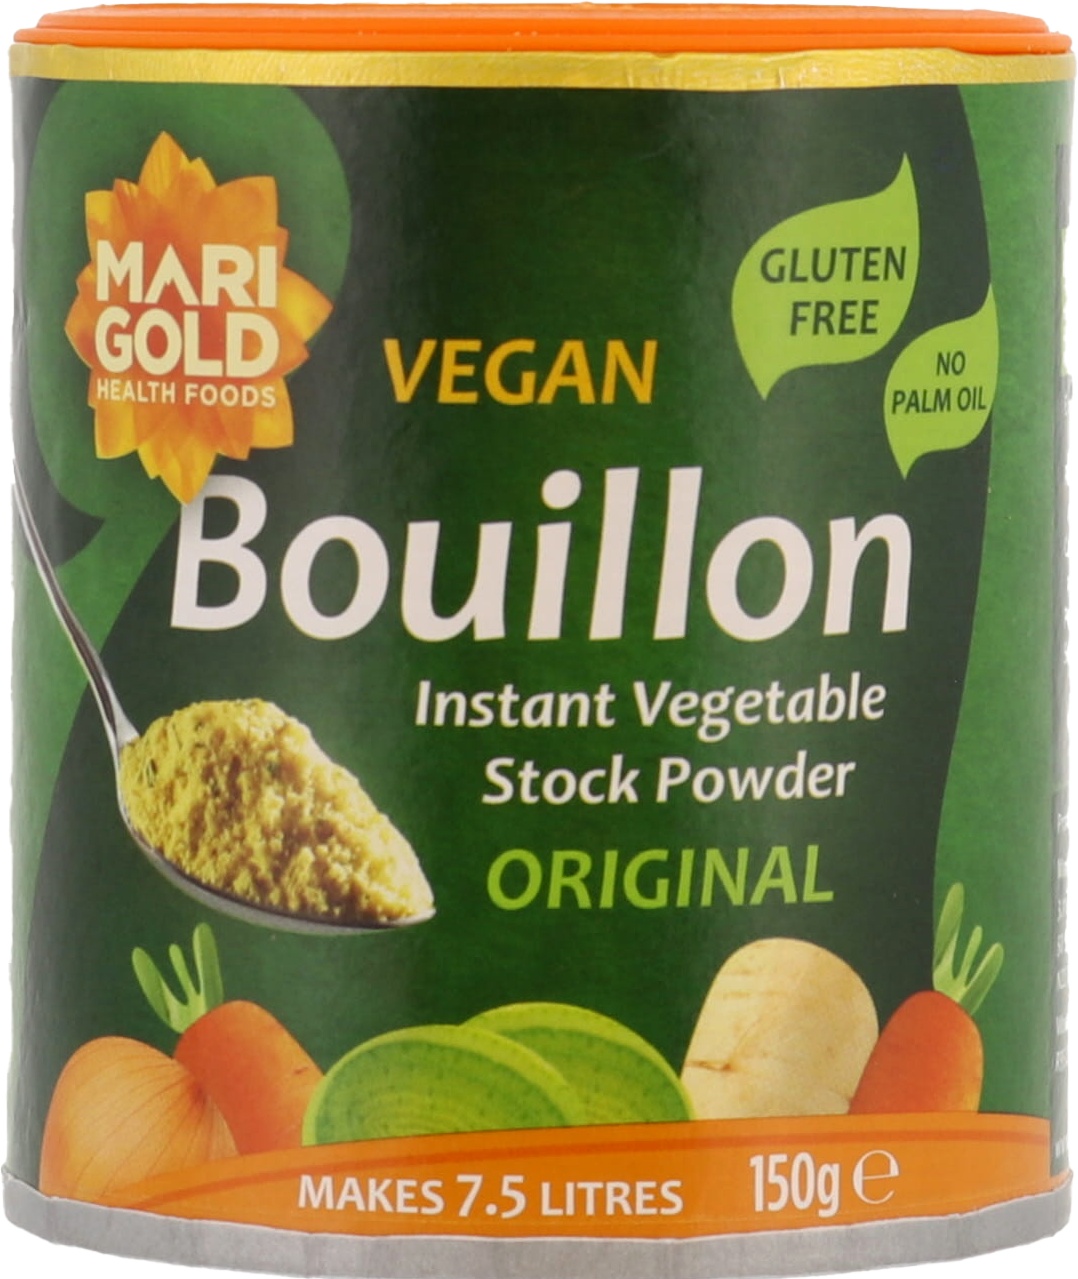 MARI
GOLD
HEALTH FOODS
GLUTEN
FREE
NO
PALM OIL
VEGAN
Bouillon
Instant Vegetable
Stock Powder
ORIGINAL
MAKES 7.5 LITRES
150g ℮